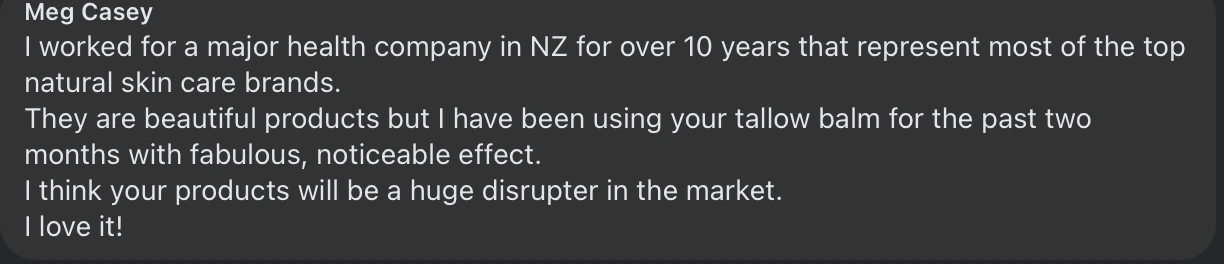 Meg Casey
I worked for a major health company in NZ for over 10 years that represent most of the top
natural skin care brands.
They are beautiful products but I have been using your tallow balm for the past two
months with fabulous, noticeable effect.
I think your products will be a huge disrupter in the market.
I love it!